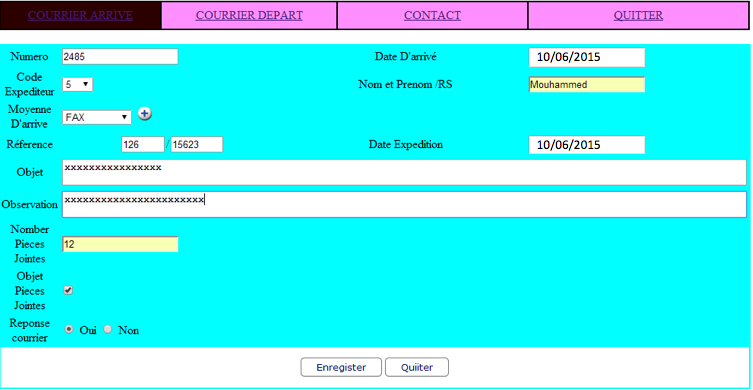 COURRIER ARRIVE COURRIER DEPART CONTACT QUITTER
Numero 2485 Date D'arrivé 10/06/2015
Code
Expediteur 5 Nom et Prenom /RS Mouhammed
Moyenne
D'arrive FAX
Réference 126 / 15623 Date Expedition 10/06/2015
Objet xxxxxxxxxxxxxxxx
Observation xxxxxxxxxxxxxxxxxxxxxxx
Nomber
Pieces
Jointes 12
Objet
Pieces
Jointes
Reponse
courrier Oui Non
Enregister Quiiter